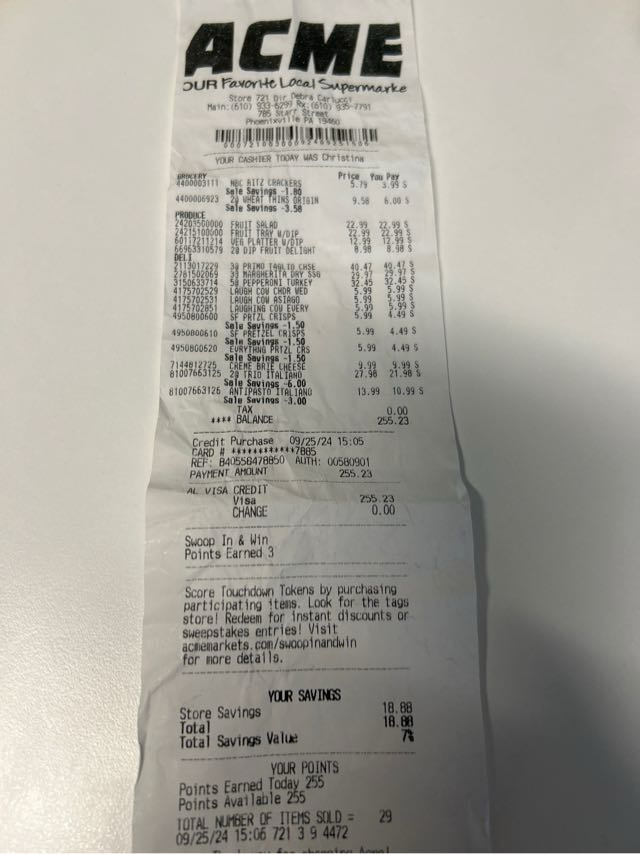 ACME
OUR Favorite Local Supermarke
Store 721 Dir Debra Carlucci
Main:(610) 933-6299 Rx:(610) 935-7791
785 Starr Street
Phoenixville PA 19460
YOUR CASHIER TODAY WAS Christina
Price You Pay
GROCERY
4400003111 NBC RITZ CRACKERS 5.79 3.99 S
Sale Savings -1.80
4400006923 2@ WHEAT THINS ORIGIN 9.58 6.00 S
Sale Savings -3.58
PRODUCE
24203500000 FRUIT SALAD 22.99 22.99 S
24215100000 FRUIT TRAY W/DIP 22.99 22.99 S
60117211214 VEG PLATTER W/DIP 12.99 12.99 S
66963310579 2@ DIP FRUIT DELIGHT 8.98 8.98 S
DELI
2113017229 3@ PRIMO TAGLIO CHSE 40.47 40.47 S
2781502069 3@ MARGHERITA DRY SSG 29.97 29.97 S
3150633714 5@ PEPPERONI TURKEY 32.45 32.45 S
4175702529 LAUGH COW CHDR WED 5.99 5.99 S
4175702531 LAUGH COW ASIAGO 5.99 5.99 S
4175702851 LAUGHING COW EVERY 5.99 5.99 S
4950800600 SF PRTZL CRISPS 5.99 4.49 S
Sale Savings -1.50
4950800610 SF PRETZEL CRISPS 5.99 4.49 S
Sale Savings -1.50
4950800620 EVRYTHNG PRTZL CRS 5.99 4.49 S
Sale Savings -1.50
7144812725 CREME BRIE CHEESE 9.99 9.99 S
81007663125 2@ TRIO ITALIANO 27.98 21.98 S
Sale Savings -6.00
81007663126 ANTIPASTO ITALIANO 13.99 10.99 S
Sale Savings -3.00
TAX 0.00
**** BALANCE 255.23
Credit Purchase 09/25/24 15:05
CARD # ************7885
REF: 840556478850 AUTH: 00580901
PAYMENT AMOUNT 255.23
AL VISA CREDIT
Visa 255.23
CHANGE 0.00
Swoop In & Win
Points Earned 3
Score Touchdown Tokens by purchasing
participating items. Look for the tags
store! Redeem for instant discounts or
sweepstakes entries! Visit
acmemarkets.com/swoopinandwin
for more details.
YOUR SAVINGS
Store Savings 18.88
Total 18.88
Total Savings Value 7%
YOUR POINTS
Points Earned Today 255
Points Available 255
TOTAL NUMBER OF ITEMS SOLD = 29
09/25/24 15:06 721 3 9 4472